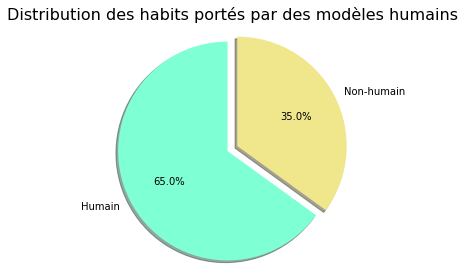 Distribution des habits portés par des modèles humains
Non-humain
35.0%
65.0%
Humain